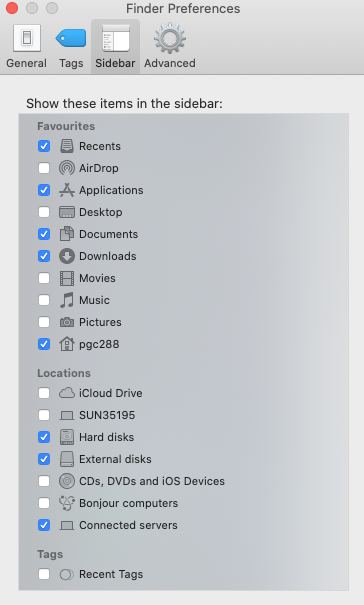 Finder Preferences
General Tags Sidebar Advanced
Show these items in the sidebar:
Favourites
Recents
AirDrop
Applications
Desktop
Documents
Downloads
Movies
Music
Pictures
pgc288
Locations
iCloud Drive
SUN35195
Hard disks
External disks
CDs, DVDs and iOS Devices
Bonjour computers
Connected servers
Tags
Recent Tags